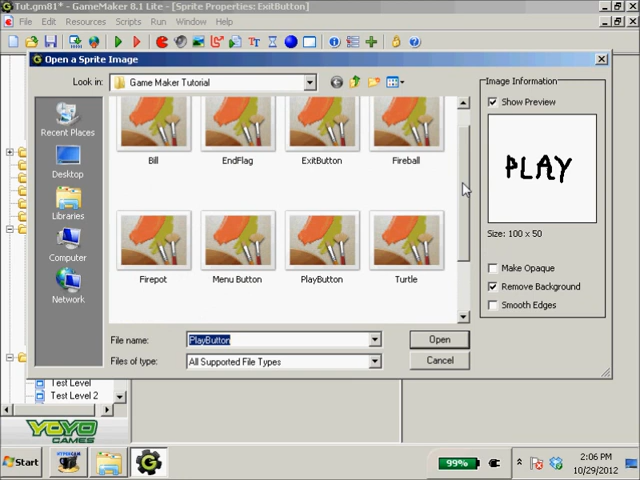 Tut.gm81* - GameMaker 8.1 Lite - [Sprite Properties: ExitButton]
File Edit Resources Scripts Run Window Help
Open a Sprite Image
Look in: Game Maker Tutorial
Recent Places
Desktop
Libraries
Computer
Network
Bill EndFlag ExitButton Fireball
Firepot Menu Button PlayButton Turtle
File name: PlayButton Open
Files of type: All Supported File Types Cancel
Image Information
Show Preview
PLAY
Size: 100 x 50
Make Opaque
Remove Background
Smooth Edges
Test Level
Test Level 2
YOYO
GAMES
Start HYPERCAM 99% 2:06 PM
10/29/2012